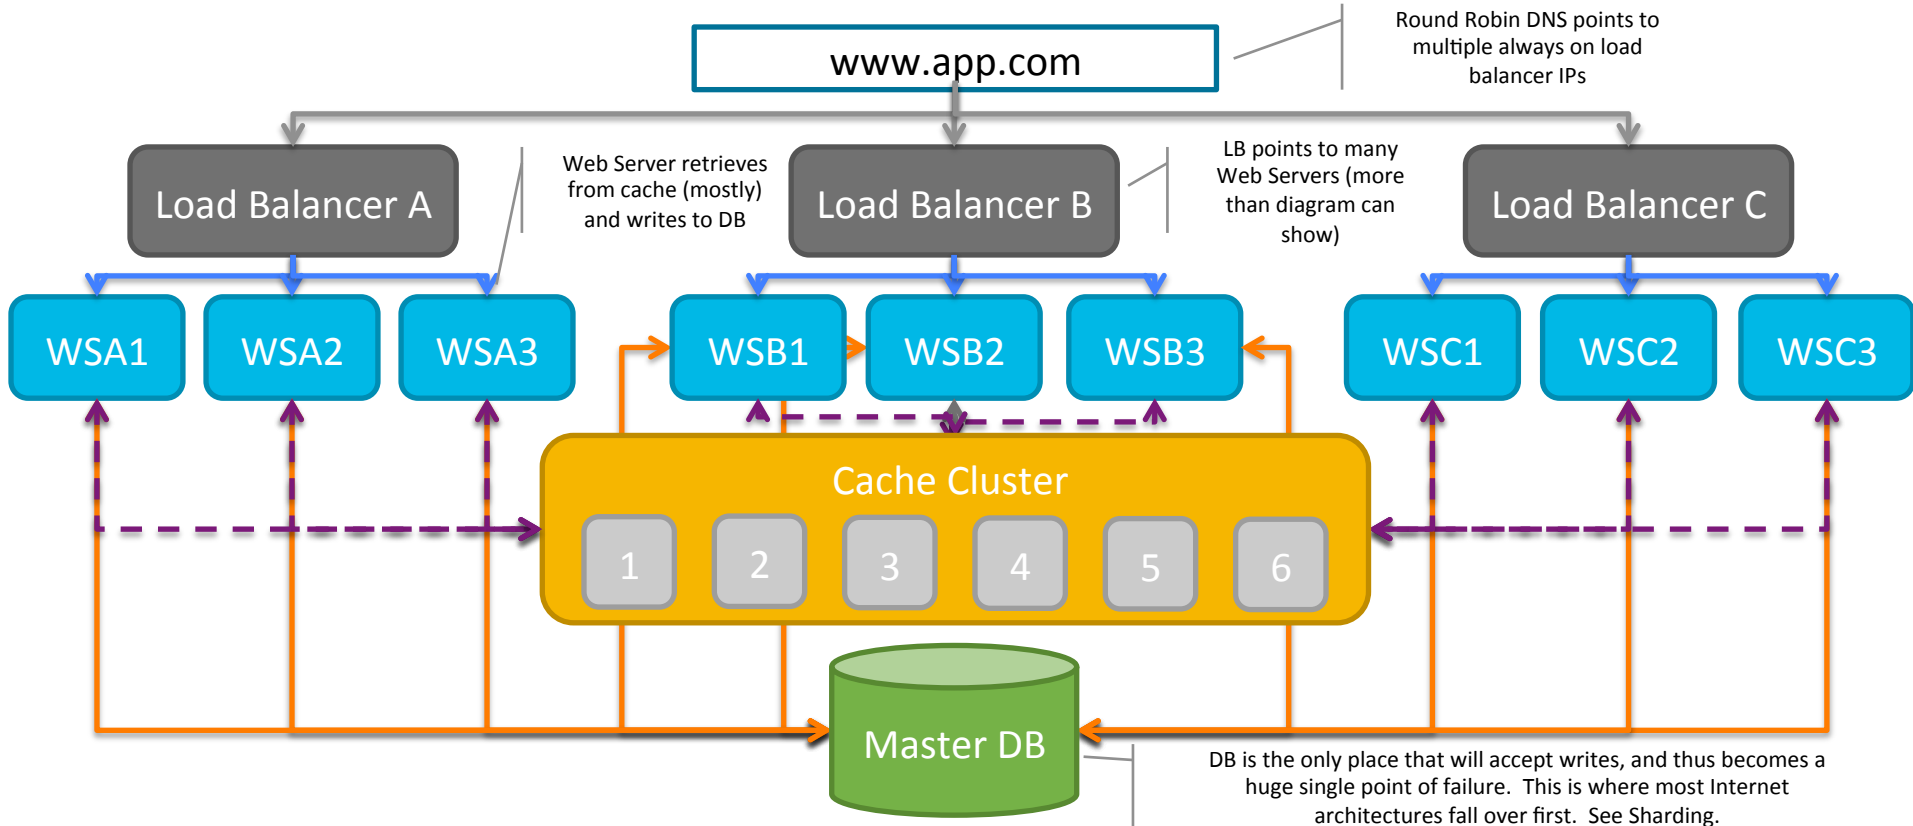 www.app.com
Round Robin DNS points to
multiple always on load
balancer IPs
Load Balancer A
Web Server retrieves
from cache (mostly)
and writes to DB
Load Balancer B
LB points to many
Web Servers (more
than diagram can
show)
Load Balancer C
WSA1
WSA2
WSA3
WSB1
WSB2
WSB3
WSC1
WSC2
WSC3
Cache Cluster
1
2
3
4
5
6
Master DB
DB is the only place that will accept writes, and thus becomes a
huge single point of failure. This is where most Internet
architectures fall over first. See Sharding.